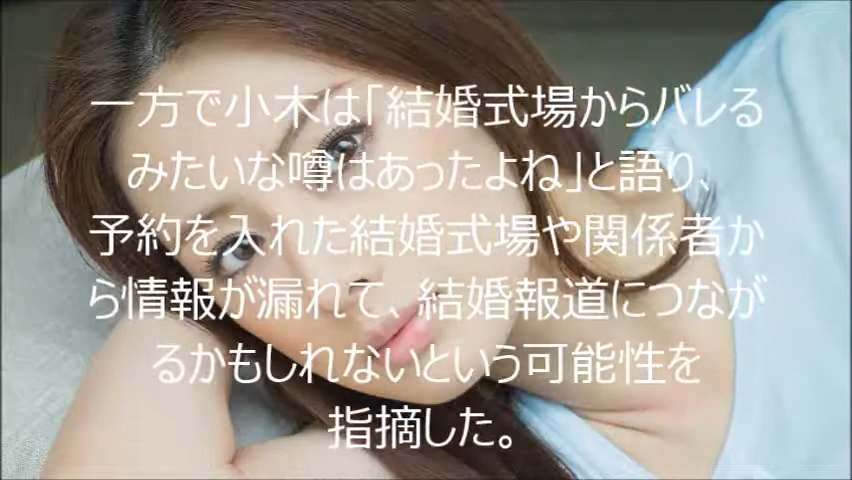 一方で小木は「結婚式場からバレる
みたいな噂はあったよね」と語り、
予約を入れた結婚式場や関係者か
ら情報が漏れて、結婚報道につなが
るかもしれないという可能性を
指摘した。